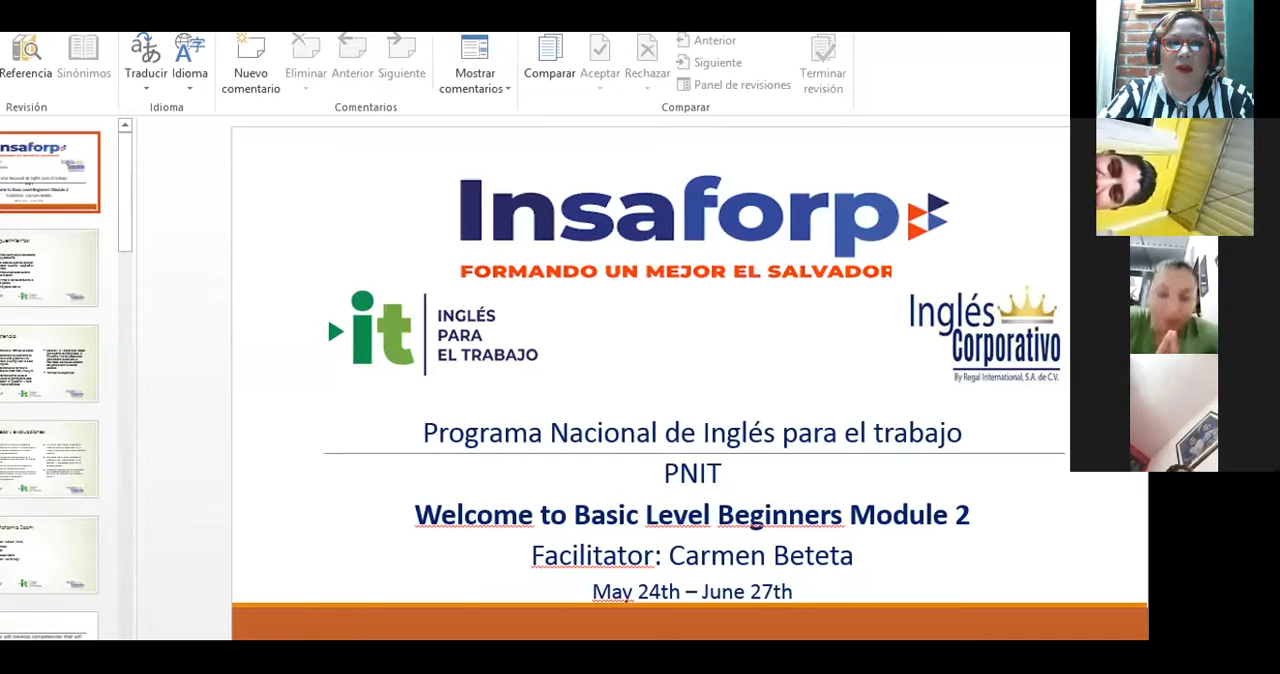 Referencia Sinónimos Traducir Idioma Nuevo comentario Eliminar Anterior Siguiente Mostrar comentarios Comparar Aceptar Rechazar Terminar revisión
Anterior
Siguiente
Panel de revisiones
Revisión Idioma Comentarios Comparar
Insaforp
FORMANDO UN MEJOR EL SALVADOR
it
INGLÉS
PARA
EL TRABAJO
Inglés
Corporativo
By Regal International, S.A. de C.V.
Programa Nacional de Inglés para el trabajo
PNIT
Welcome to Basic Level Beginners Module 2
Facilitator: Carmen Beteta
May 24th – June 27th